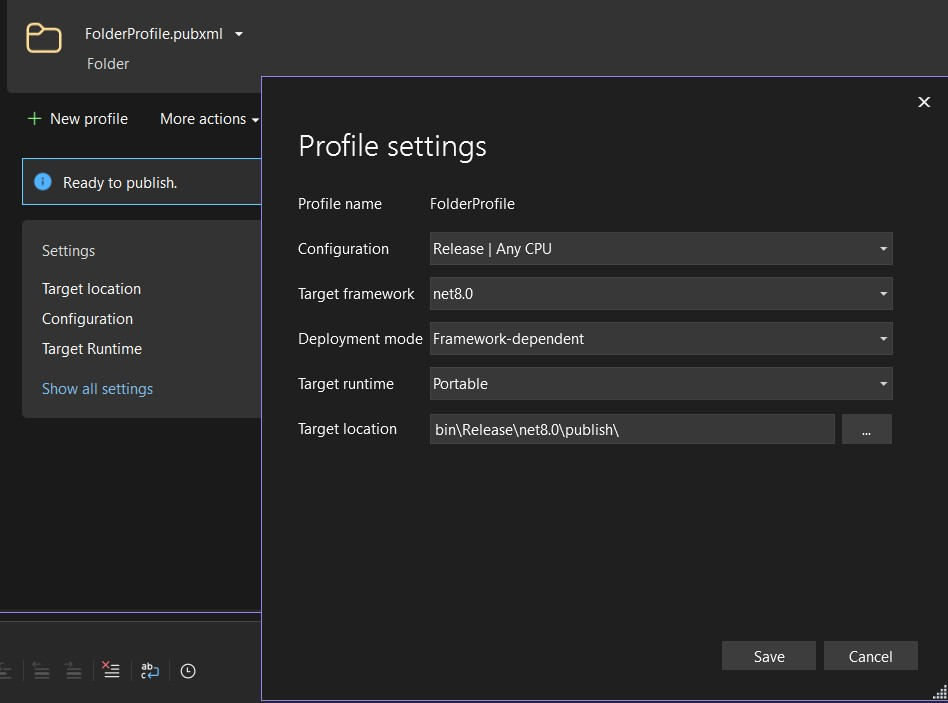 FolderProfile.pubxml
Folder
New profile
More actions
Ready to publish.
Settings
Target location
Configuration
Target Runtime
Show all settings
Profile settings
Profile name FolderProfile
Configuration Release | Any CPU
Target framework net8.0
Deployment mode Framework-dependent
Target runtime Portable
Target location bin\Release\net8.0\publish\ ...
Save Cancel
ab
c